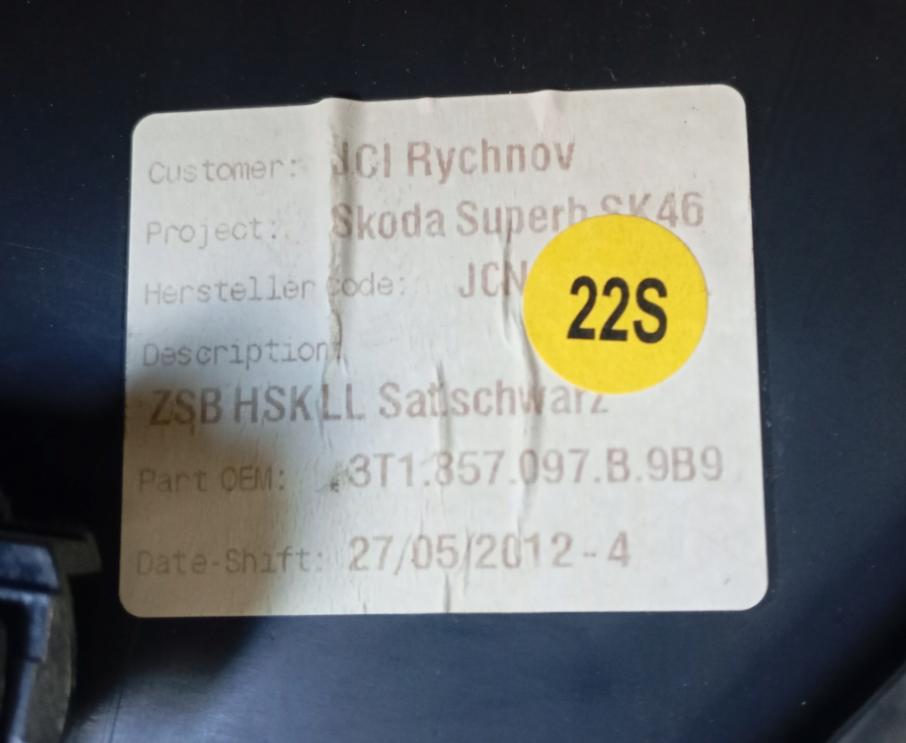 Customer: JCI Rychnov
Project: Skoda Superb SK46
Hersteller Code: JCN
22S
Description:
ZSB HSK LL Satschwarz
Part OEM: 3T1.857.097.B.9B9
Date-Shift: 27/05/2012-4